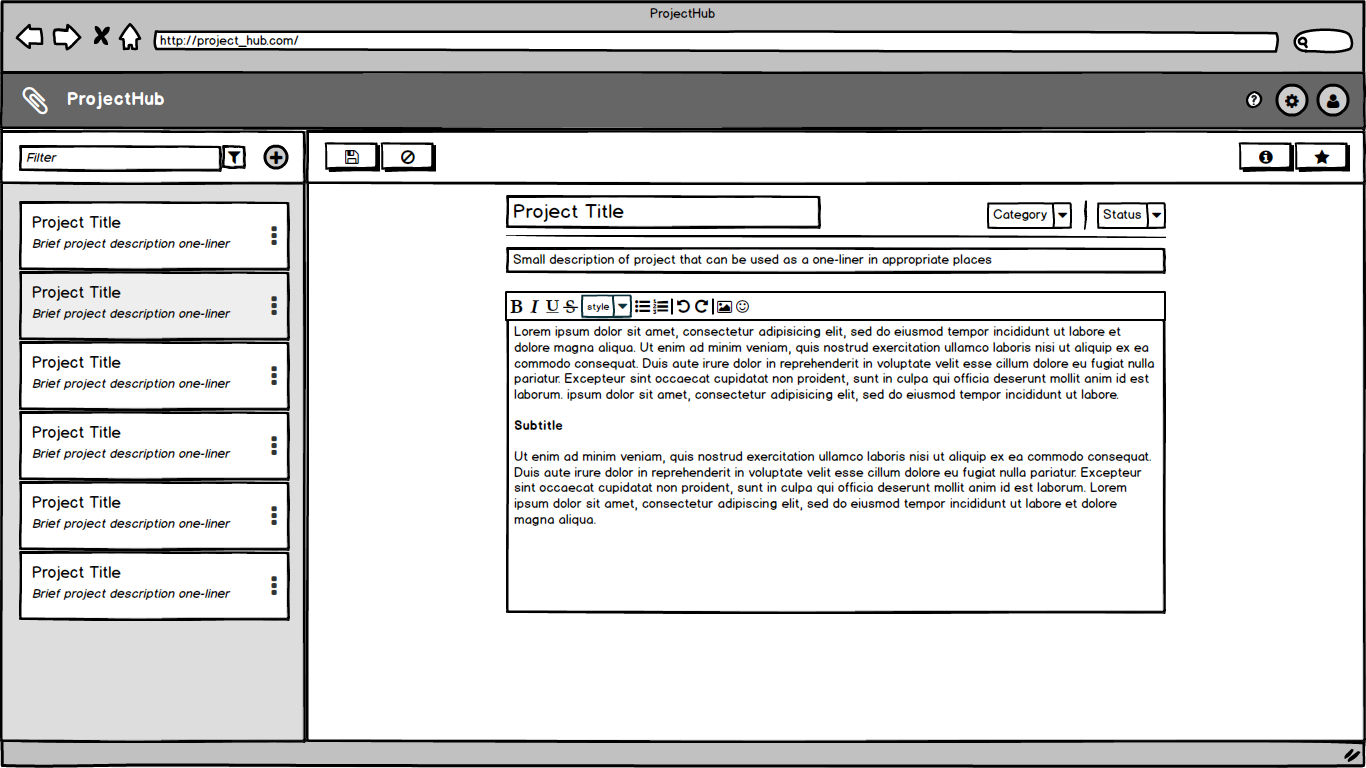 ProjectHub
http://project_hub.com/
ProjectHub
Filter
Project Title
Brief project description one-liner
Project Title
Brief project description one-liner
Project Title
Brief project description one-liner
Project Title
Brief project description one-liner
Project Title
Brief project description one-liner
Project Title
Brief project description one-liner
Project Title
Category
Status
Small description of project that can be used as a one-liner in appropriate places
B I U S style
Lorem ipsum dolor sit amet, consectetur adipisicing elit, sed do eiusmod tempor incididunt ut labore et
dolore magna aliqua. Ut enim ad minim veniam, quis nostrud exercitation ullamco laboris nisi ut aliquip ex ea
commodo consequat. Duis aute irure dolor in reprehenderit in voluptate velit esse cillum dolore eu fugiat nulla
pariatur. Excepteur sint occaecat cupidatat non proident, sunt in culpa qui officia deserunt mollit anim id est
laborum. ipsum dolor sit amet, consectetur adipisicing elit, sed do eiusmod tempor incididunt ut labore.
Subtitle
Ut enim ad minim veniam, quis nostrud exercitation ullamco laboris nisi ut aliquip ex ea commodo consequat.
Duis aute irure dolor in reprehenderit in voluptate velit esse cillum dolore eu fugiat nulla pariatur. Excepteur
sint occaecat cupidatat non proident, sunt in culpa qui officia deserunt mollit anim id est laborum. Lorem
ipsum dolor sit amet, consectetur adipiscing elit, sed do eiusmod tempor incididunt ut labore et dolore
magna aliqua.